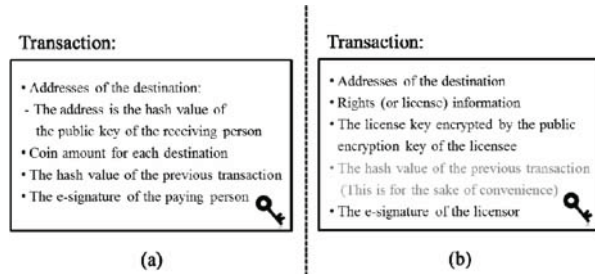 Transaction:
• Addresses of the destination:
- The address is the hash value of
the public key of the receiving person
• Coin amount for each destination
• The hash value of the previous transaction
• The e-signature of the paying person
(a)
Transaction:
• Addresses of the destination
• Rights (or license) information
• The license key encrypted by the public
encryption key of the licensee
• The hash value of the previous transaction
(This is for the sake of convenience)
• The e-signature of the licensor
(b)